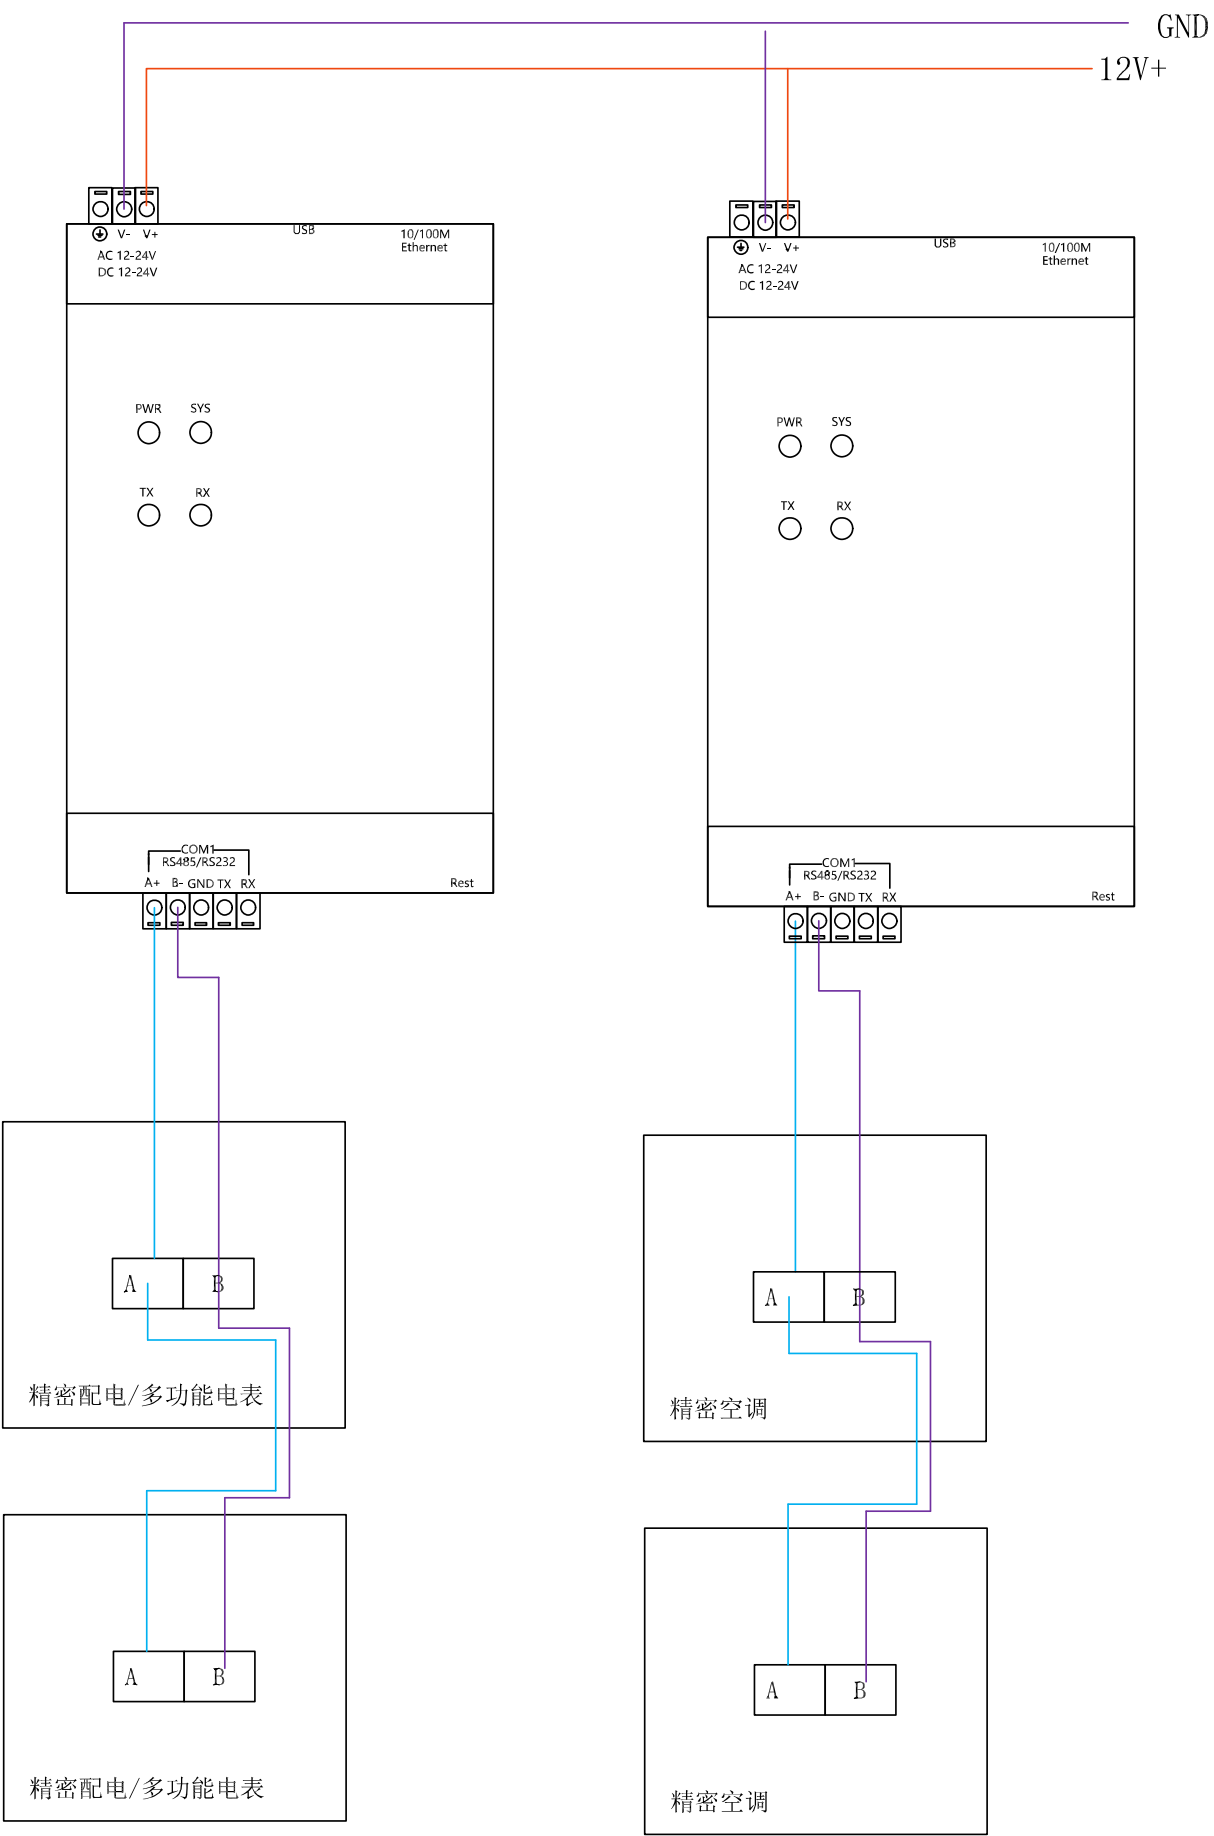 GND
12V+
V- V+
USB
10/100M
Ethernet
AC 12-24V
DC 12-24V
PWR SYS
TX RX
COM1
RS485/RS232
A+ B- GND TX RX
Rest
A B
精密配电/多功能电表
A B
精密配电/多功能电表
V- V+
USB
10/100M
Ethernet
AC 12-24V
DC 12-24V
PWR SYS
TX RX
COM1
RS485/RS232
A+ B- GND TX RX
Rest
A B
精密空调
A B
精密空调